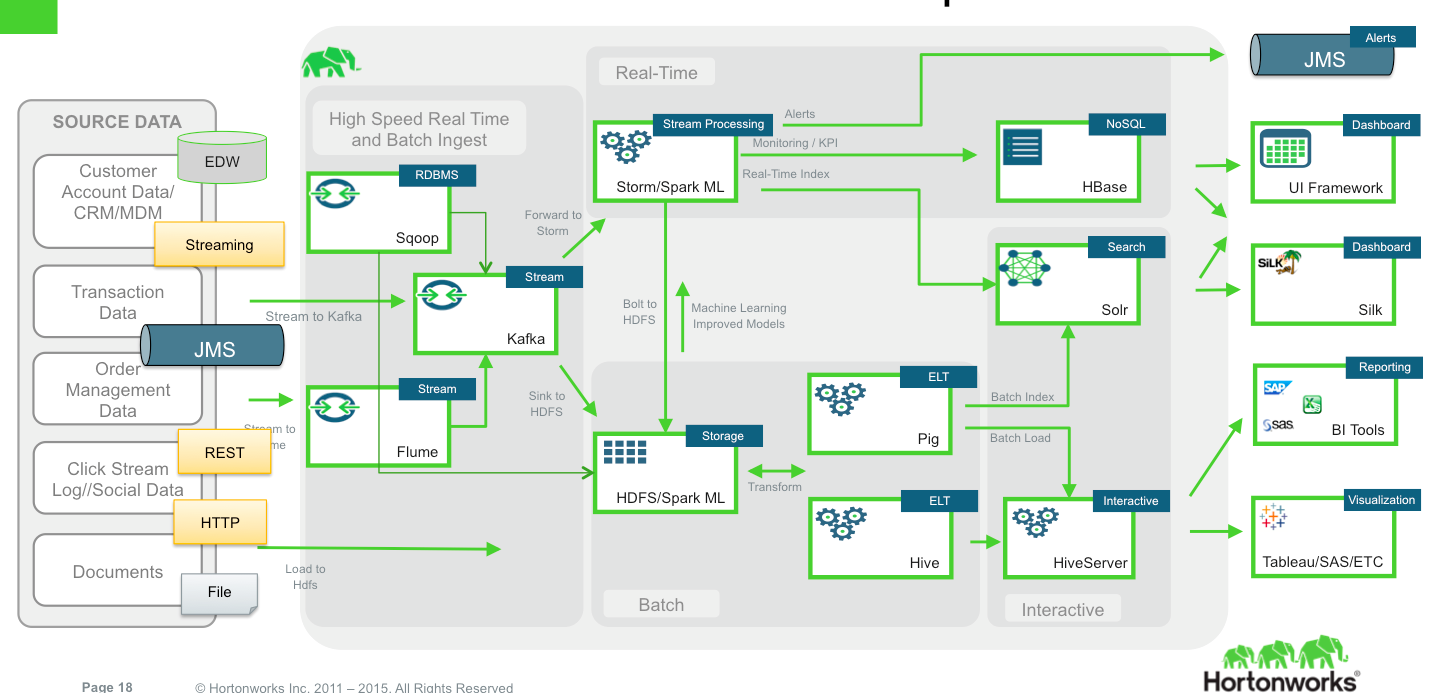 Alerts
JMS
Real-Time
SOURCE DATA
High Speed Real Time
and Batch Ingest
EDW
Customer
Account Data/
CRM/MDM
Streaming
RDBMS
Sqoop
Stream Processing
Storm/Spark ML
Alerts
Monitoring / KPI
Real-Time Index
NoSQL
HBase
Dashboard
UI Framework
Forward to
Storm
Transaction
Data
Stream to Kafka
Stream
Kafka
Bolt to
HDFS
Machine Learning
Improved Models
Search
Solr
Dashboard
SiLK
Silk
JMS
Order
Management
Data
Stream
Flume
Stream to
Sink to
HDFS
ELT
Pig
Batch Index
Batch Load
Reporting
SAP
sas
BI Tools
REST
Click Stream
Log//Social Data
Storage
HDFS/Spark ML
Transform
HTTP
ELT
Hive
Interactive
HiveServer
Visualization
Tableau/SAS/ETC
Documents
File
Load to
Hdfs
Batch
Interactive
Hortonworks®
Page 18
© Hortonworks Inc. 2011 – 2015. All Rights Reserved